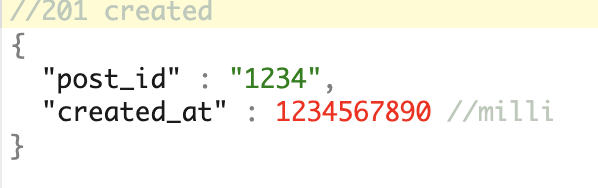 //201 created
{
"post_id" : "1234",
"created_at" : 1234567890 //milli
}